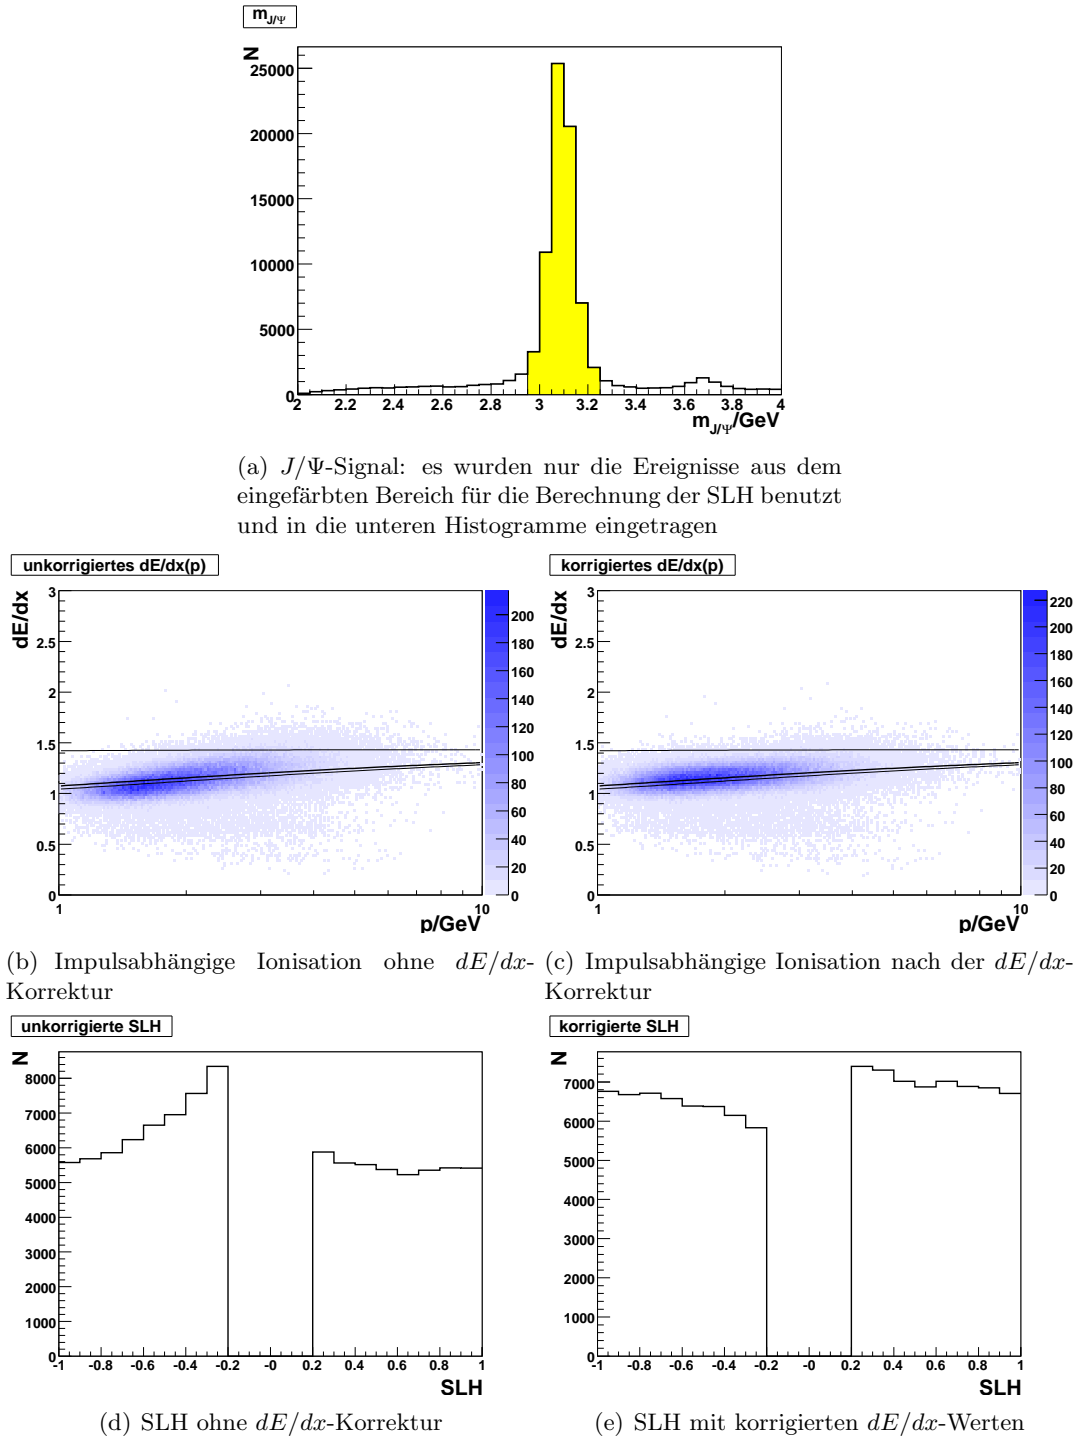 m_J/Ψ
N
25000
20000
15000
10000
5000
0
2 2.2 2.4 2.6 2.8 3 3.2 3.4 3.6 3.8 4
m_J/Ψ/GeV
(a) J/Ψ-Signal: es wurden nur die Ereignisse aus dem
eingefärbten Bereich für die Berechnung der SLH benutzt
und in die unteren Histogramme eingetragen
unkorrigiertes dE/dx(p)
dE/dx
3
2.5
2
1.5
1
0.5
0
1 10
p/GeV
200
180
160
140
120
100
80
60
40
20
0
(b) Impulsabhängige Ionisation ohne dE/dx-
Korrektur
korrigiertes dE/dx(p)
dE/dx
3
2.5
2
1.5
1
0.5
0
1 10
p/GeV
220
200
180
160
140
120
100
80
60
40
20
0
(c) Impulsabhängige Ionisation nach der dE/dx-
Korrektur
unkorrigierte SLH
N
8000
7000
6000
5000
4000
3000
2000
1000
0
-1 -0.8 -0.6 -0.4 -0.2 -0 0.2 0.4 0.6 0.8 1
SLH
(d) SLH ohne dE/dx-Korrektur
korrigierte SLH
N
7000
6000
5000
4000
3000
2000
1000
0
-1 -0.8 -0.6 -0.4 -0.2 -0 0.2 0.4 0.6 0.8 1
SLH
(e) SLH mit korrigierten dE/dx-Werten